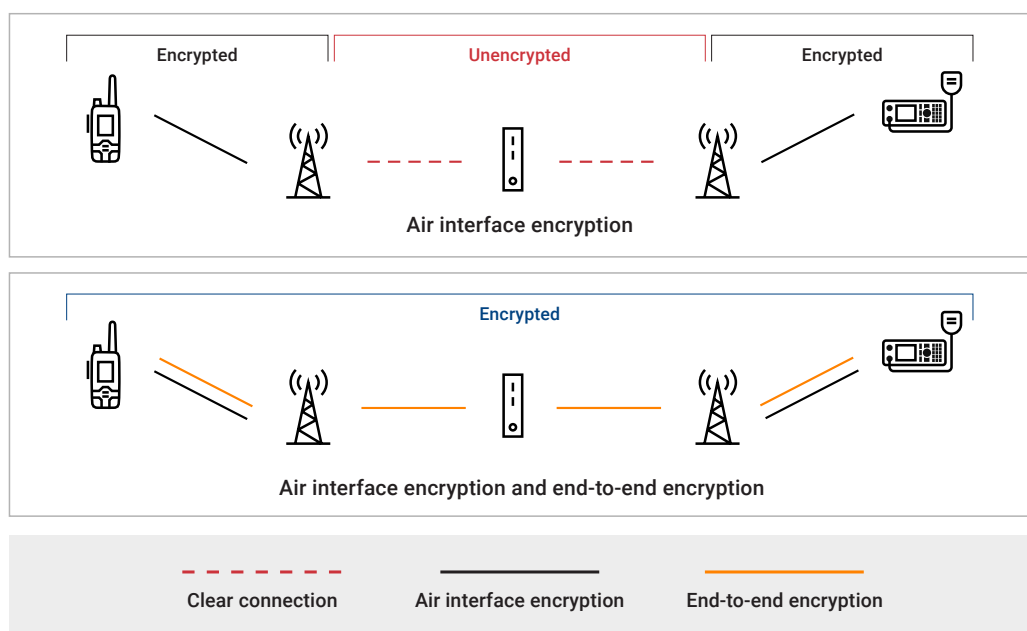 Encrypted
Unencrypted
Encrypted
Air interface encryption
Encrypted
Air interface encryption and end-to-end encryption
Clear connection
Air interface encryption
End-to-end encryption